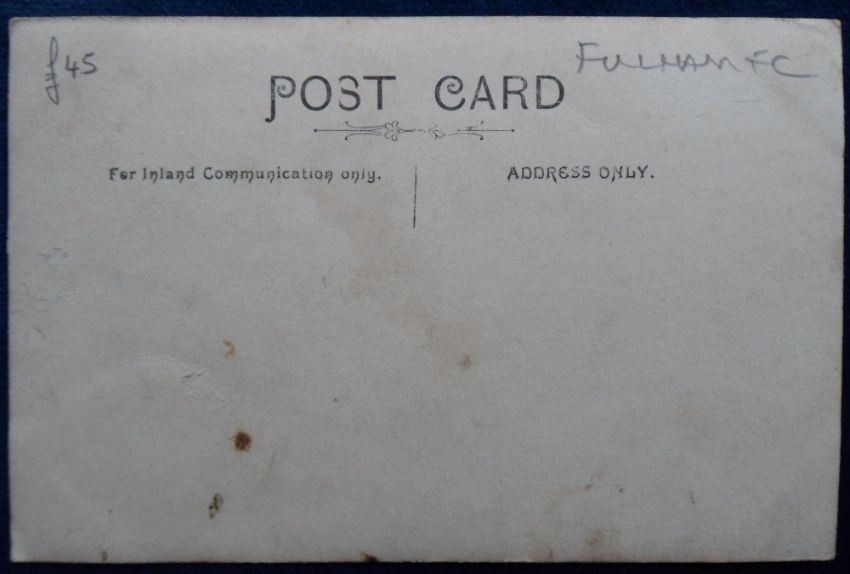 £45
FULHAM FC
POST CARD
For Inland Communication only.
ADDRESS ONLY.